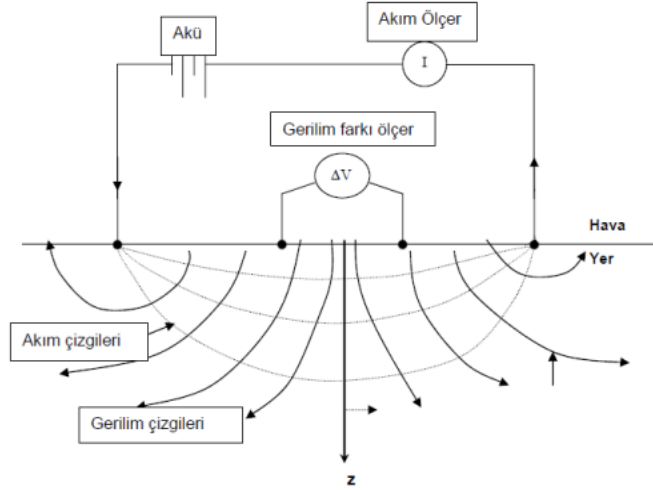 Akım Ölçer
Akü
I
Gerilim farkı ölçer
ΔV
Hava
Yer
Akım çizgileri
Gerilim çizgileri
z